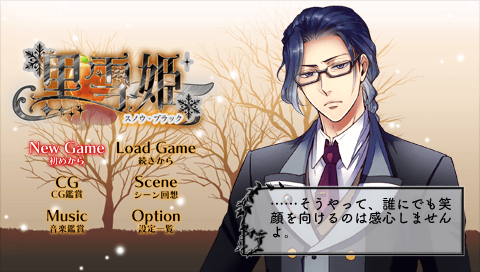 黒雪姫
スノウ・ブラック
New Game
初めから
Load Game
続きから
CG
CG鑑賞
Scene
シーン回想
Music
音楽鑑賞
Option
設定一覧
……そうやって、誰にでも笑
顔を向けるのは感心しません
よ。